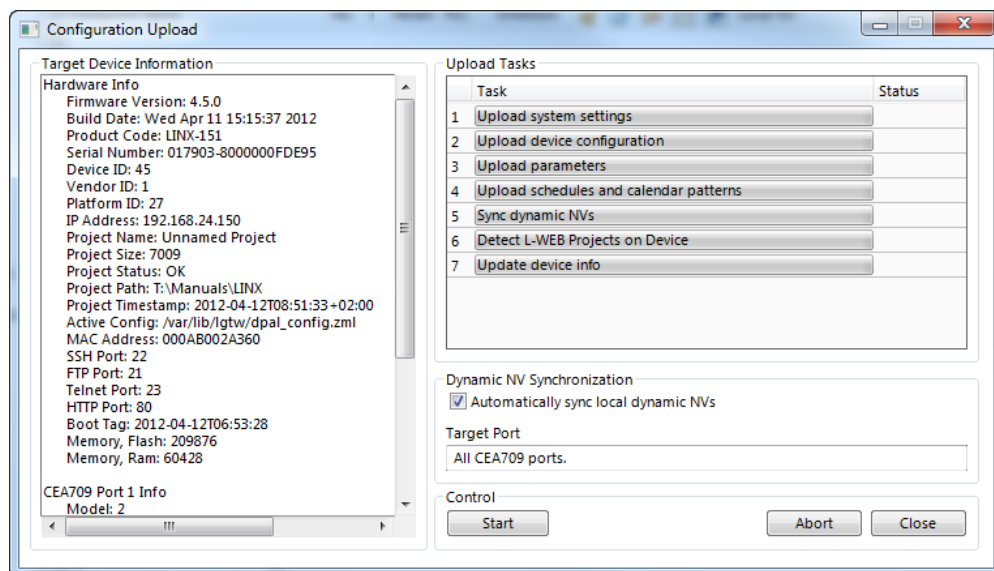 Configuration Upload
Target Device Information
Hardware Info
Firmware Version: 4.5.0
Build Date: Wed Apr 11 15:15:37 2012
Product Code: LINX-151
Serial Number: 017903-8000000FDE95
Device ID: 45
Vendor ID: 1
Platform ID: 27
IP Address: 192.168.24.150
Project Name: Unnamed Project
Project Size: 7009
Project Status: OK
Project Path: T:\Manuals\LINX
Project Timestamp: 2012-04-12T08:51:33+02:00
Active Config: /var/lib/lgtw/dpal_config.zml
MAC Address: 000AB002A360
SSH Port: 22
FTP Port: 21
Telnet Port: 23
HTTP Port: 80
Boot Tag: 2012-04-12T06:53:28
Memory, Flash: 209876
Memory, Ram: 60428
CEA709 Port 1 Info
Model: 2
Upload Tasks
Task Status
1 Upload system settings
2 Upload device configuration
3 Upload parameters
4 Upload schedules and calendar patterns
5 Sync dynamic NVs
6 Detect L-WEB Projects on Device
7 Update device info
Dynamic NV Synchronization
Automatically sync local dynamic NVs
Target Port
All CEA709 ports.
Control
Start Abort Close